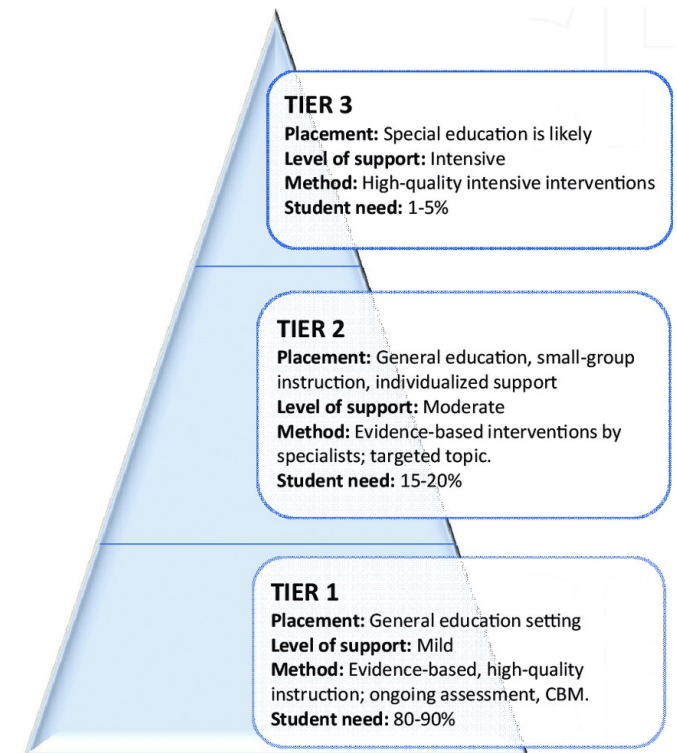 TIER 3
Placement: Special education is likely
Level of support: Intensive
Method: High-quality intensive interventions
Student need: 1-5%
TIER 2
Placement: General education, small-group
instruction, individualized support
Level of support: Moderate
Method: Evidence-based interventions by
specialists; targeted topic.
Student need: 15-20%
TIER 1
Placement: General education setting
Level of support: Mild
Method: Evidence-based, high-quality
instruction; ongoing assessment, CBM.
Student need: 80-90%